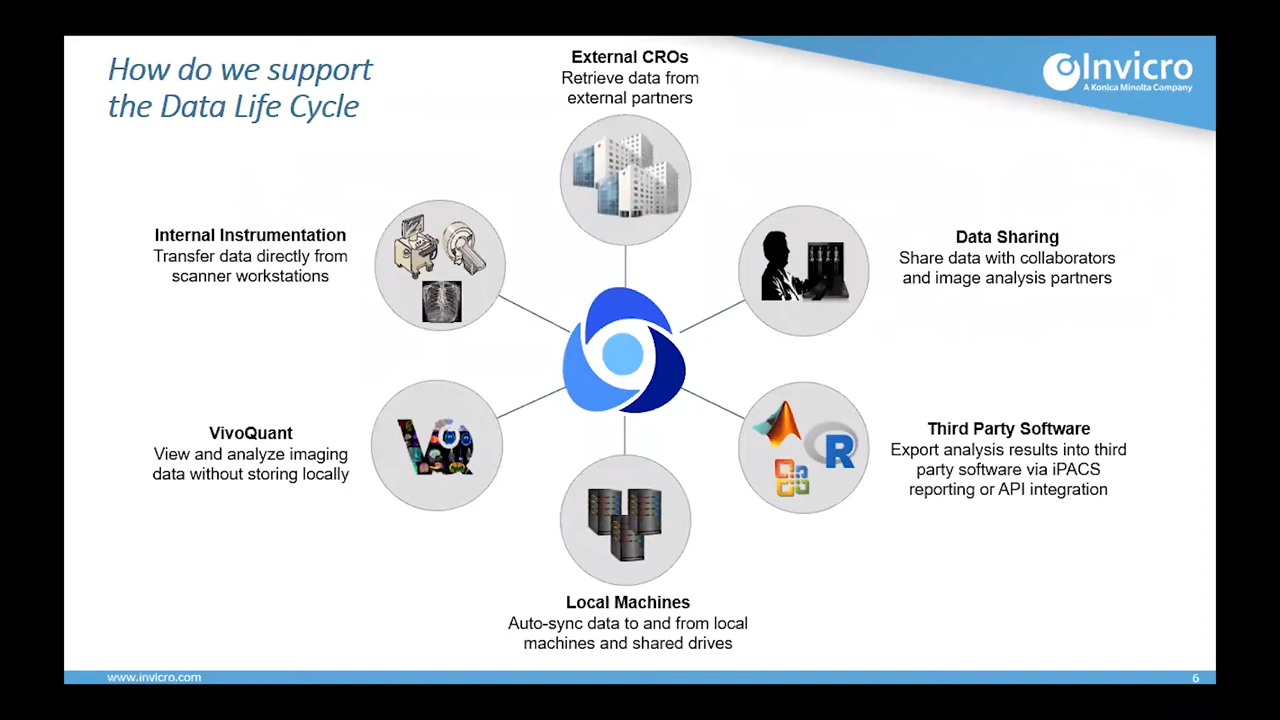 How do we support
the Data Life Cycle
Invicro
A Konica Minolta Company
External CROs
Retrieve data from
external partners
Internal Instrumentation
Transfer data directly from
scanner workstations
Data Sharing
Share data with collaborators
and image analysis partners
VivoQuant
View and analyze imaging
data without storing locally
VQ
R
Third Party Software
Export analysis results into third
party software via iPACS
reporting or API integration
Local Machines
Auto-sync data to and from local
machines and shared drives
www.invicro.com
6